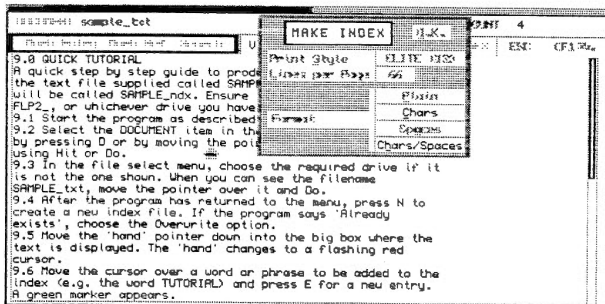 sample_txt
UNT 4
MAKE INDEX O.K.
ESC
Print Style ELITE
Lines per Page 66
Plain
Format Chars
Spaces
Chars/Spaces
9.0 QUICK TUTORIAL
A quick step by step guide to prod
the text file supplied called SAMP
will be called SAMPLE_ndx. Ensure
FLP2_, or whichever drive you have
9.1 Start the program as described
9.2 Select the DOCUMENT item in the
by pressing D or by moving the poi
using Hit or Do.
9.3 In the file select menu, choose the required drive if it
is not the one shown. When you can see the filename
SAMPLE_txt, move the pointer over it and Do.
9.4 After the program has returned to the menu, press N to
create a new index file. If the program says 'Already
exists', choose the Overwrite option.
9.5 Move the 'hand' pointer down into the big box where the
text is displayed. The 'hand' changes to a flashing red
cursor.
9.6 Move the cursor over a word or phrase to be added to the
index (e.g. the word TUTORIAL) and press E for a new entry.
A green marker appears.